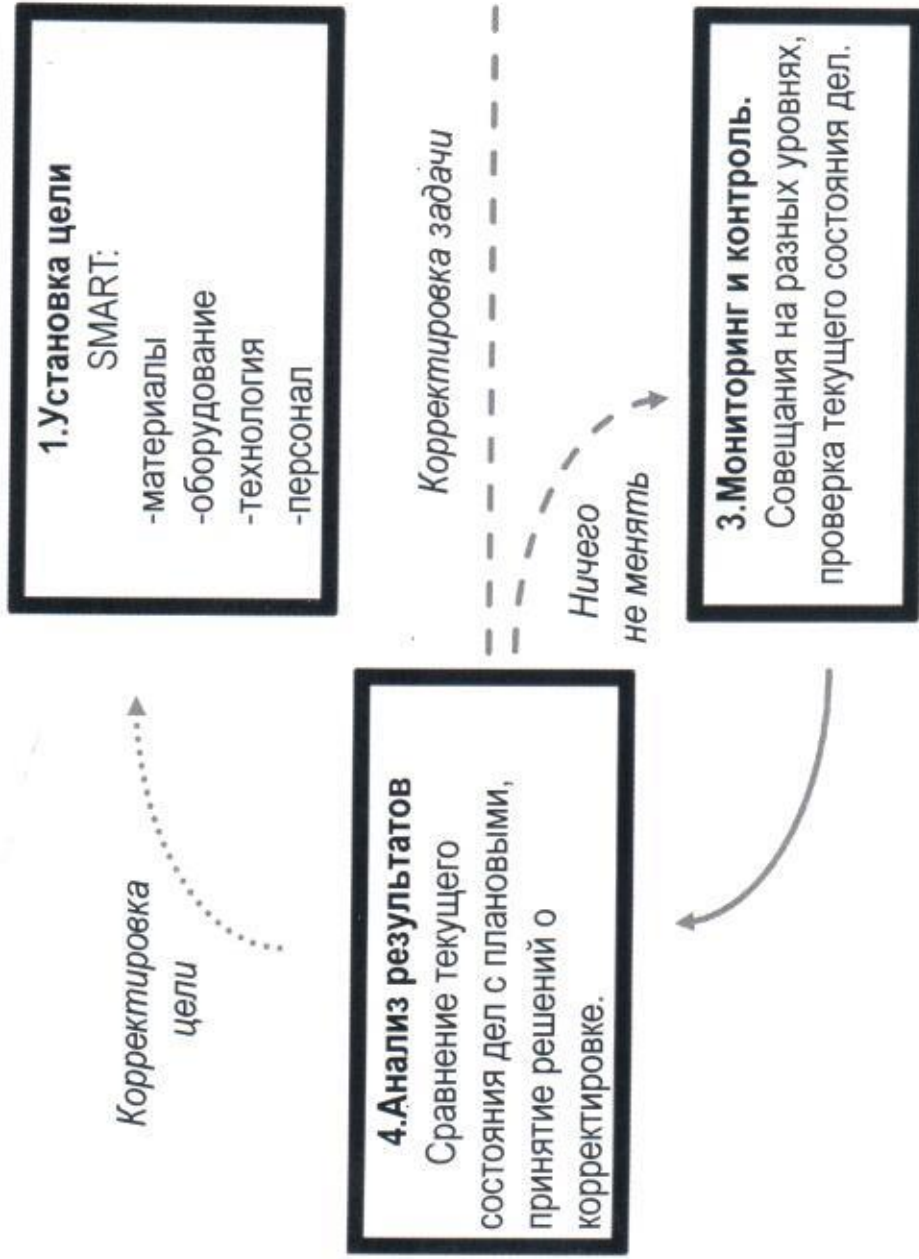 1.Установка цели
SMART:
-материалы
-оборудование
-технология
-персонал
Корректировка
цели
Корректировка задачи
4.Анализ результатов
Сравнение текущего
состояния дел с плановыми,
принятие решений о
корректировке.
Ничего
не менять
3.Мониторинг и контроль.
Совещания на разных уровнях,
проверка текущего состояния дел.